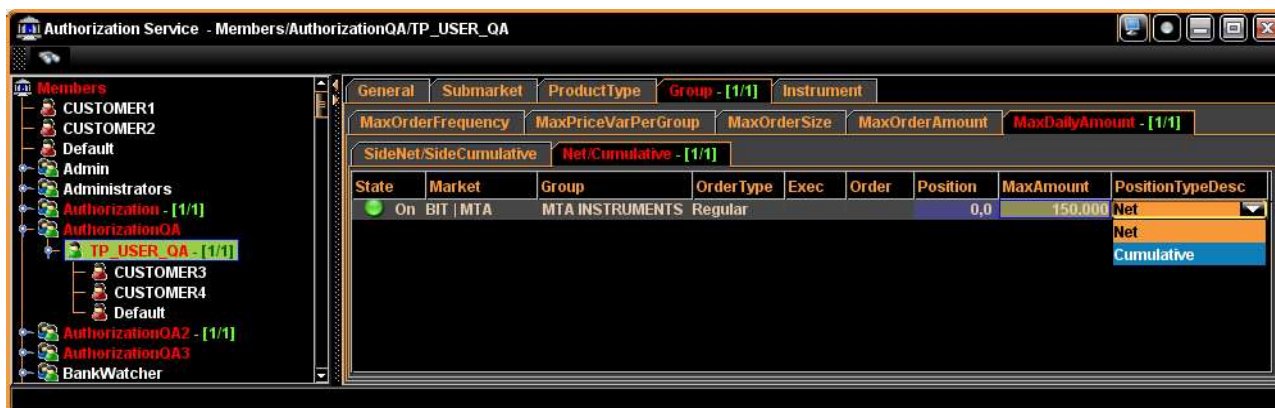 Authorization Service - Members/AuthorizationQA/TP_USER_QA
Members
CUSTOMER1
CUSTOMER2
Default
Admin
Administrators
Authorization - [1/1]
AuthorizationQA
TP_USER_QA - [1/1]
CUSTOMER3
CUSTOMER4
Default
AuthorizationQA2 - [1/1]
AuthorizationQA3
BankWatcher
General Submarket ProductType Group - [1/1] Instrument
MaxOrderFrequency MaxPriceVarPerGroup MaxOrderSize MaxOrderAmount MaxDailyAmount - [1/1]
SideNet/SideCumulative Net/Cumulative - [1/1]
State Market Group OrderType Exec Order Position MaxAmount PositionTypeDesc
On BIT | MTA MTA INSTRUMENTS Regular 0,0 150.000 Net
Net
Cumulative